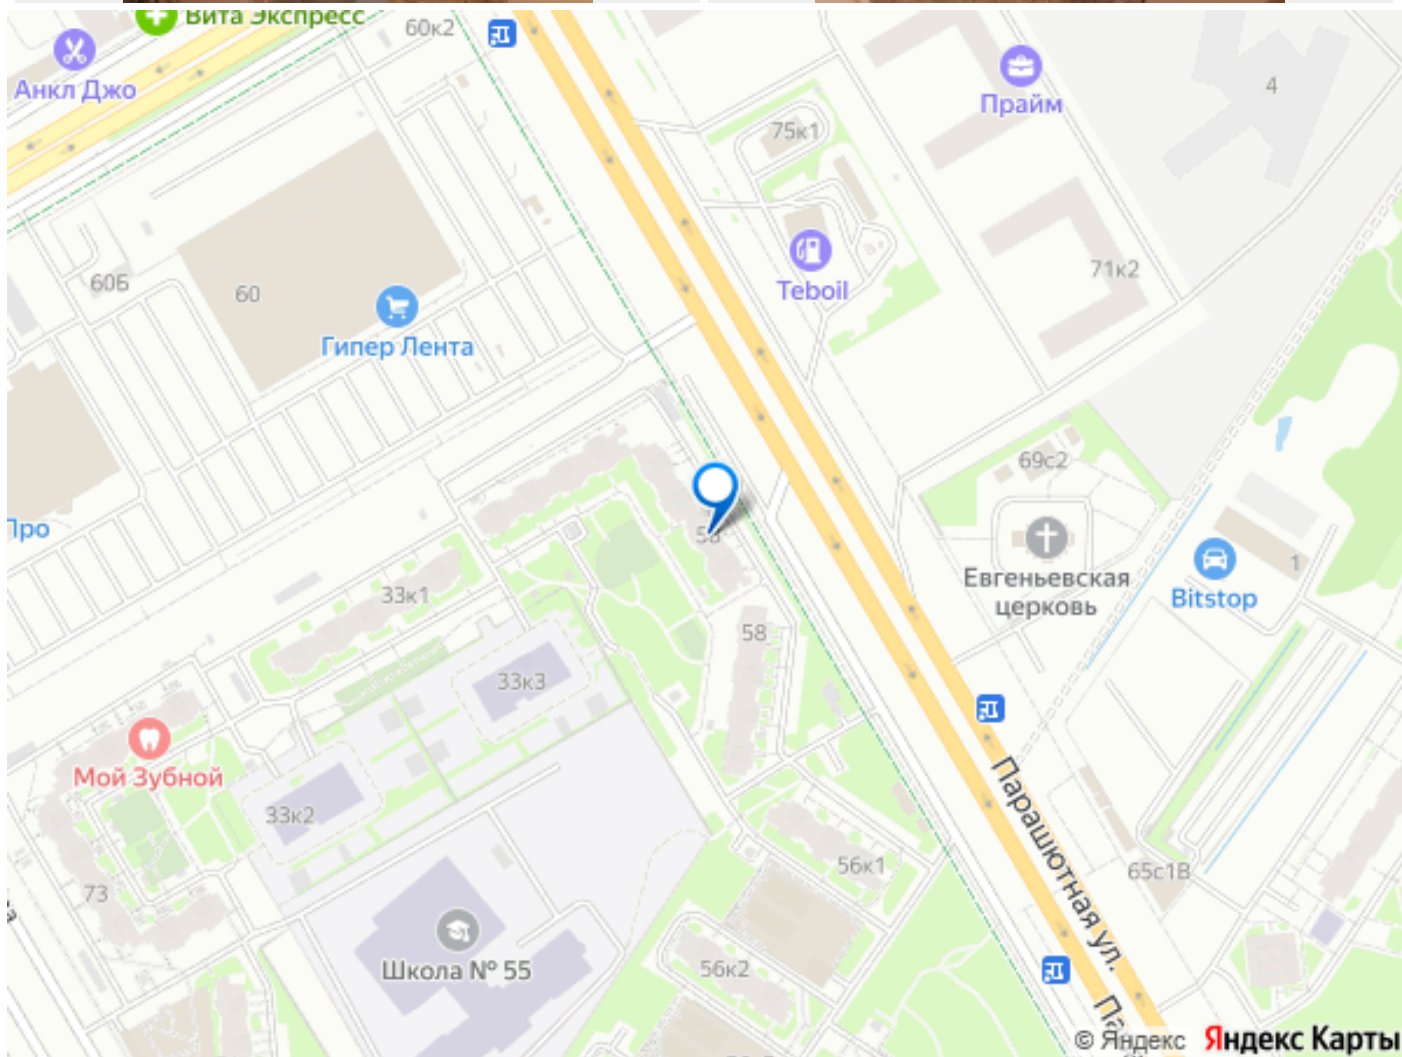 Вита Экспресс
60к2
Анкл Джо
Прайм
4
75к1
60Б
60
Teboil
71к2
Гипер Лента
69с2
Про
58
33к1
Евгеньевская
церковь
1
Bitstop
58
33к3
Мой Зубной
33к2
Парашютная ул.
56к1
65с1В
73
Школа № 55
56к2
Па
© Яндекс Яндекс Карты